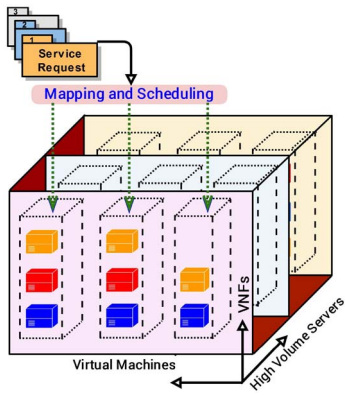 3
2
1
Service
Request
Mapping and Scheduling
VNFs
Virtual Machines
High Volume Servers